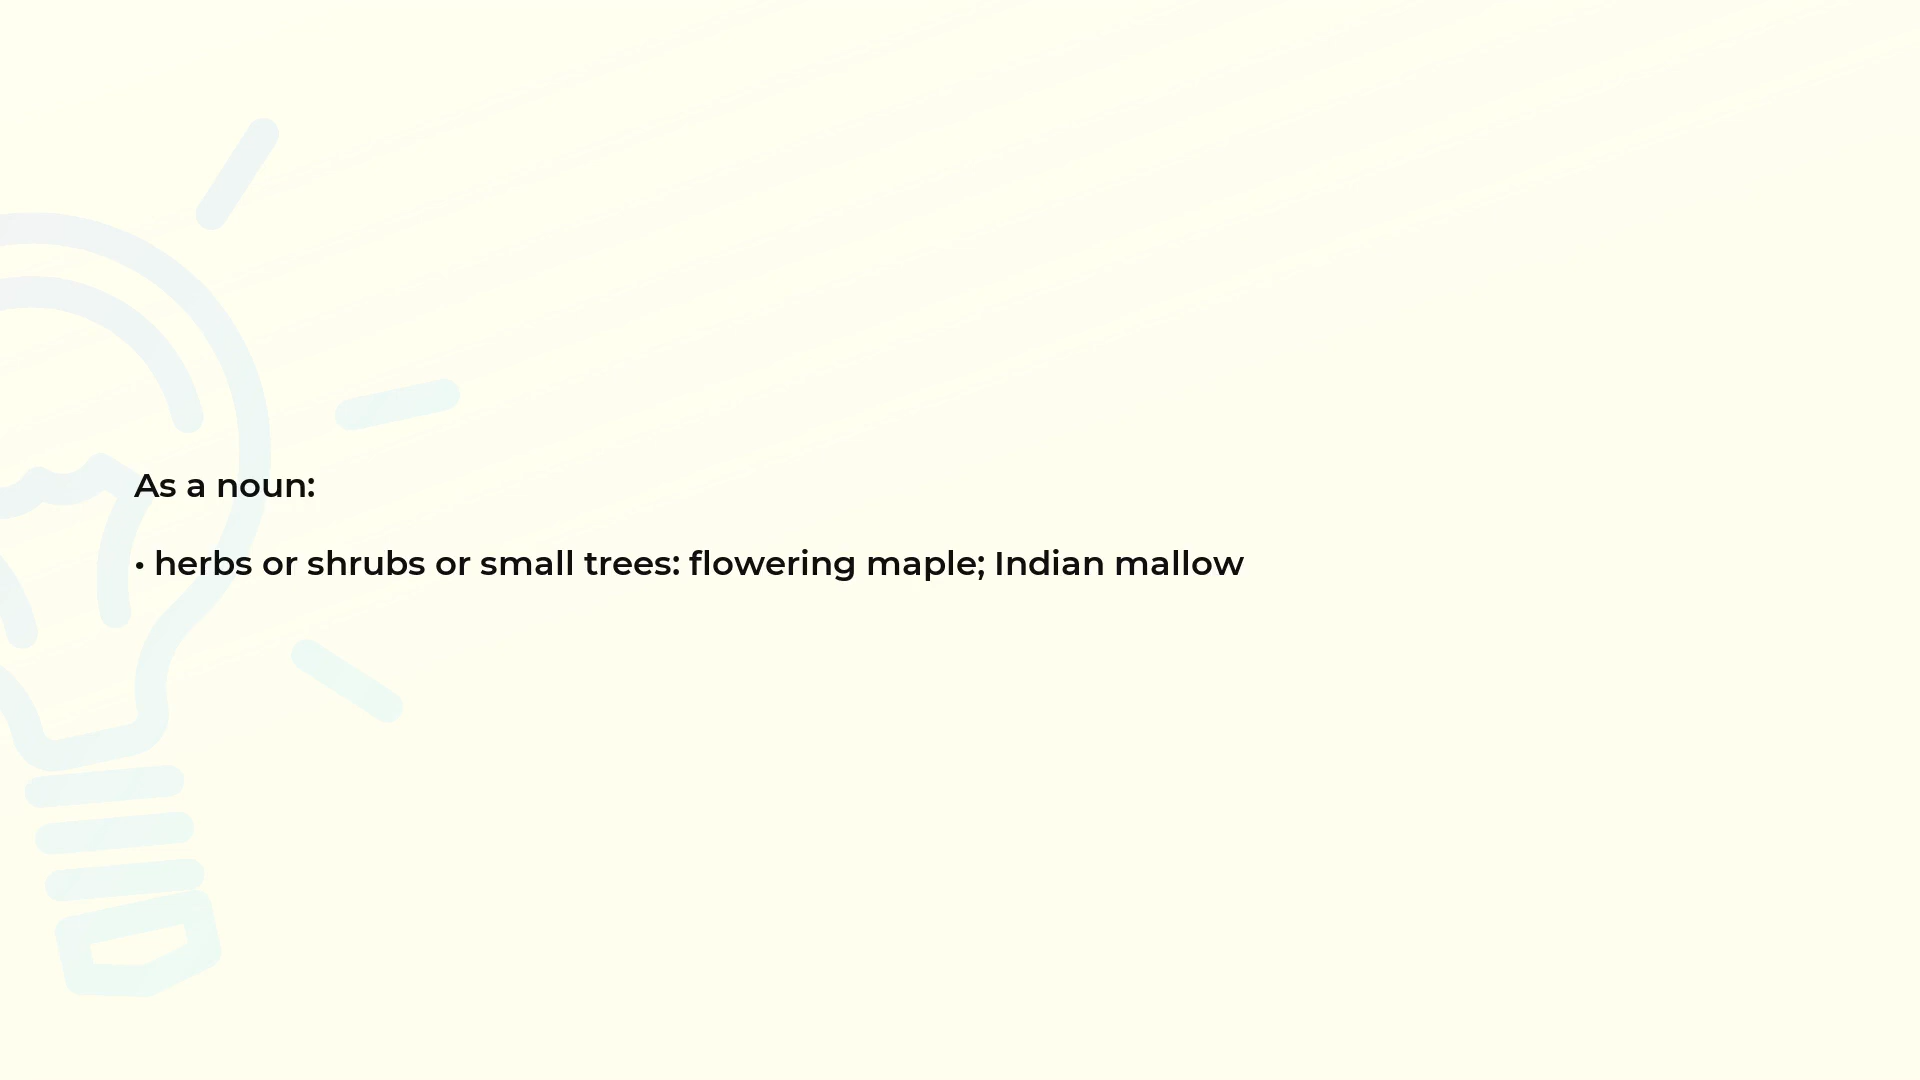 As a noun:
• herbs or shrubs or small trees: flowering maple; Indian mallow